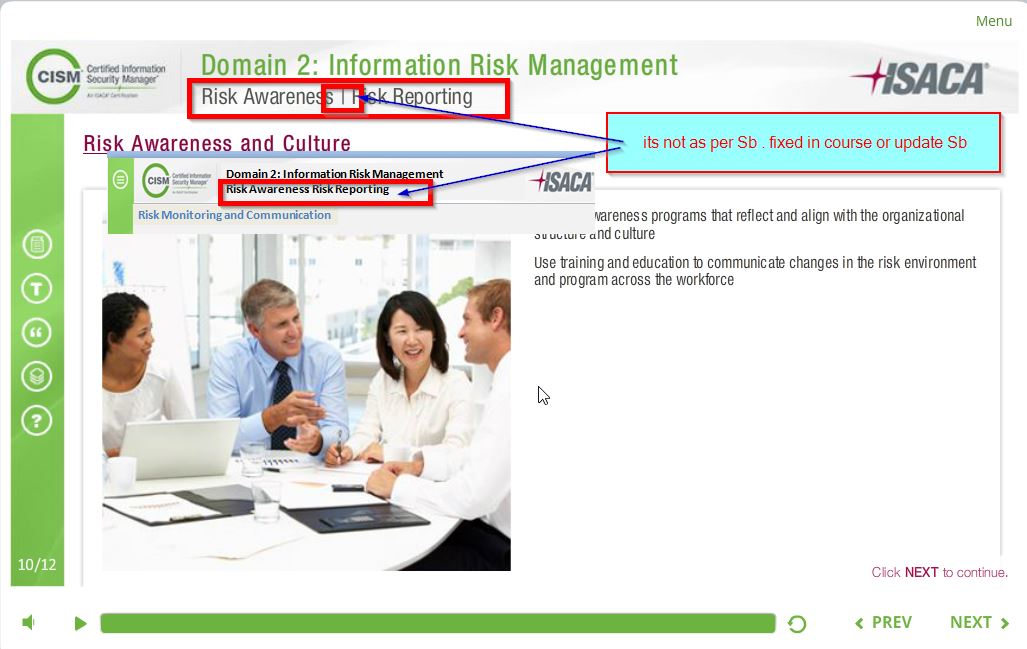 Menu
CISM Certified Information
Security Manager®
An ISACA® Certification
Domain 2: Information Risk Management
Risk Awareness | Risk Reporting
ISACA®
its not as per Sb . fixed in course or update Sb
Risk Awareness and Culture
CISM Certified Information
Security Manager®
An ISACA® Certification
Domain 2: Information Risk Management
Risk Awareness Risk Reporting
ISACA®
Risk Monitoring and Communication
wareness programs that reflect and align with the organizational
structure and culture
Use training and education to communicate changes in the risk environment
and program across the workforce
T
“
?
10/12
Click NEXT to continue.
PREV
NEXT